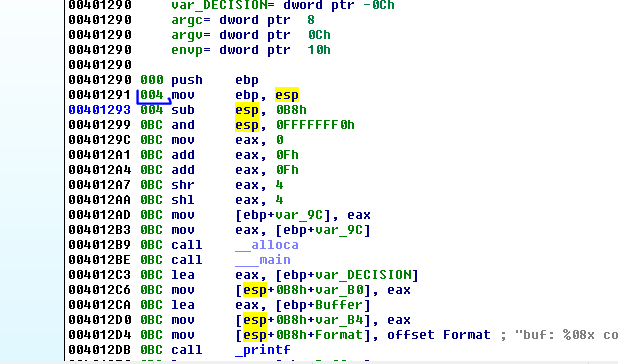 00401290 var_DECISION= dword ptr -0Ch
00401290 argc= dword ptr 8
00401290 argv= dword ptr 0Ch
00401290 envp= dword ptr 10h
00401290
00401290 000 push ebp
00401291 004 mov ebp, esp
00401293 004 sub esp, 0B8h
00401299 0BC and esp, 0FFFFFFF0h
0040129C 0BC mov eax, 0
004012A1 0BC add eax, 0Fh
004012A4 0BC add eax, 0Fh
004012A7 0BC shr eax, 4
004012AA 0BC shl eax, 4
004012AD 0BC mov [ebp+var_9C], eax
004012B3 0BC mov eax, [ebp+var_9C]
004012B9 0BC call __alloca
004012BE 0BC call ___main
004012C3 0BC lea eax, [ebp+var_DECISION]
004012C6 0BC mov [esp+0B8h+var_B0], eax
004012CA 0BC lea eax, [ebp+Buffer]
004012D0 0BC mov [esp+0B8h+var_B4], eax
004012D4 0BC mov [esp+0B8h+Format], offset Format ; "buf: %08x co
004012DB 0BC call _printf